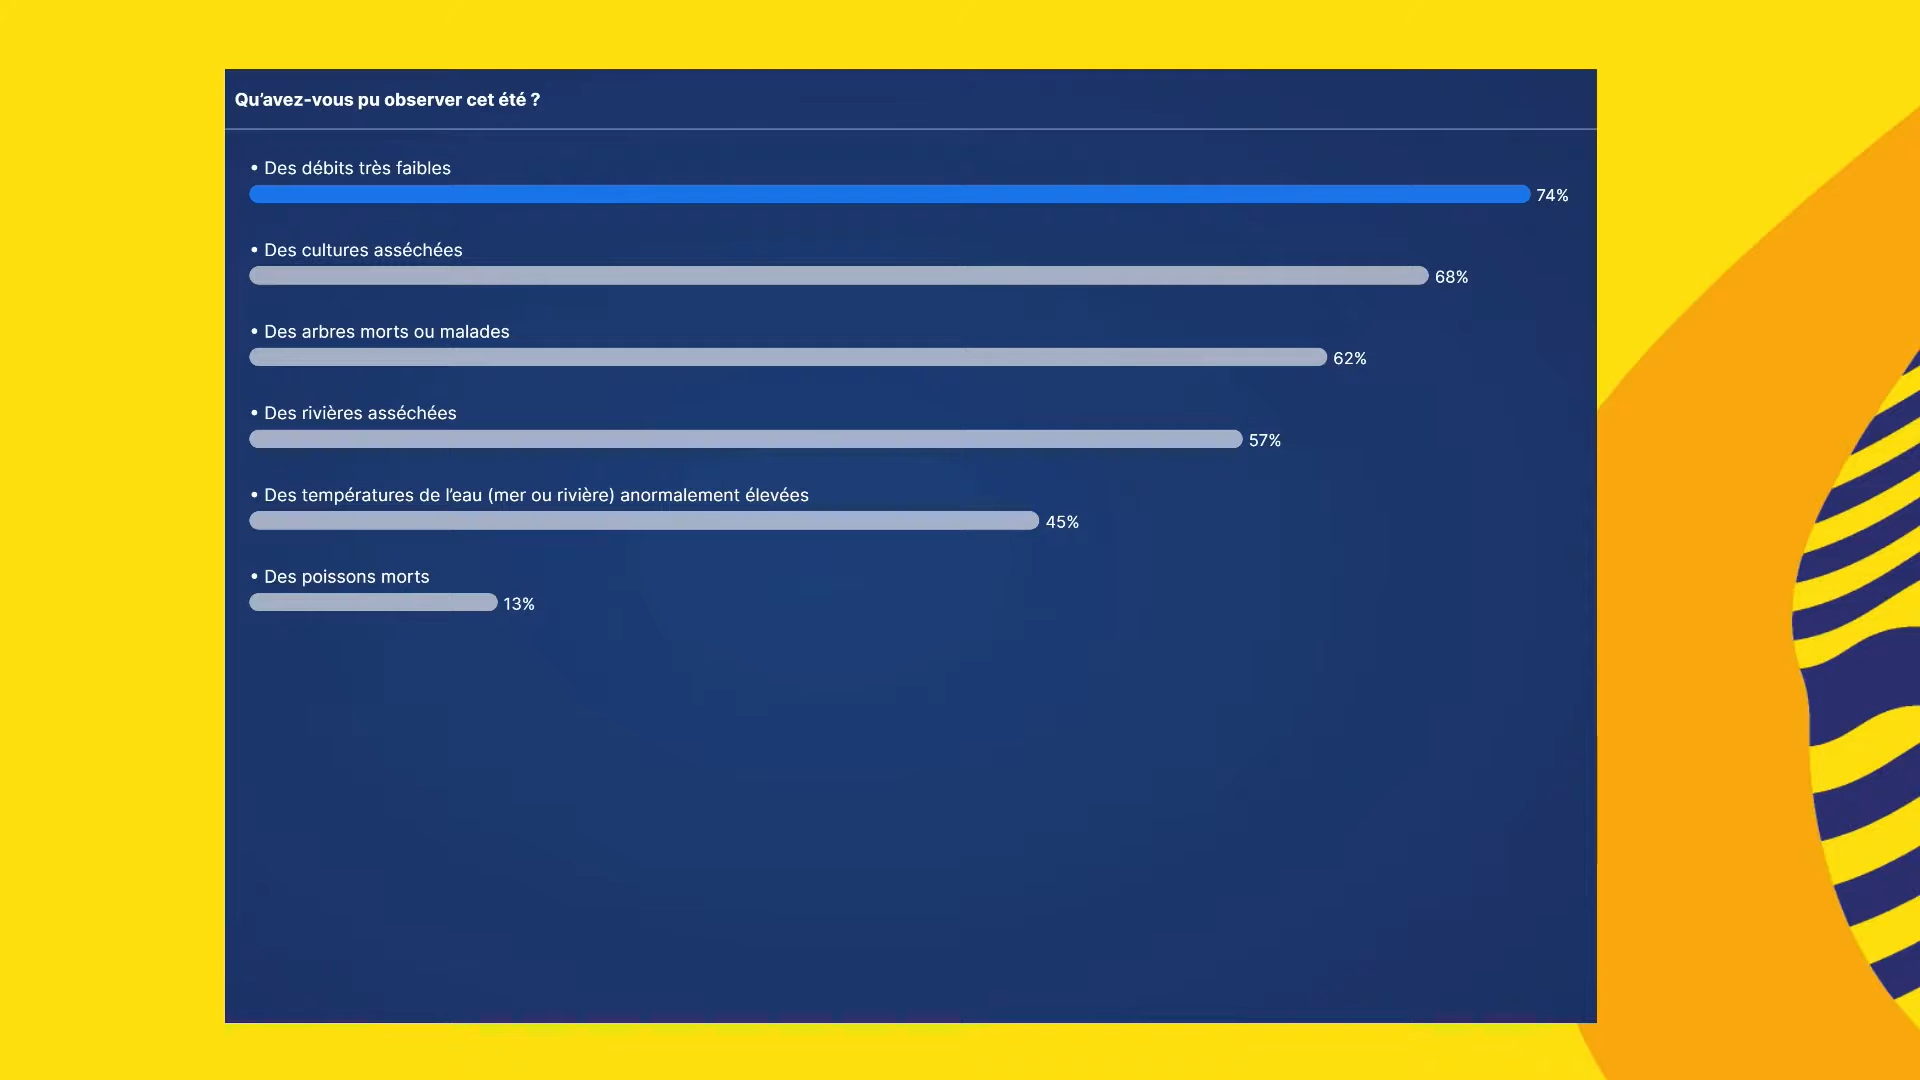 Qu’avez-vous pu observer cet été ?
• Des débits très faibles
74%
• Des cultures asséchées
68%
• Des arbres morts ou malades
62%
• Des rivières asséchées
57%
• Des températures de l’eau (mer ou rivière) anormalement élevées
45%
• Des poissons morts
13%